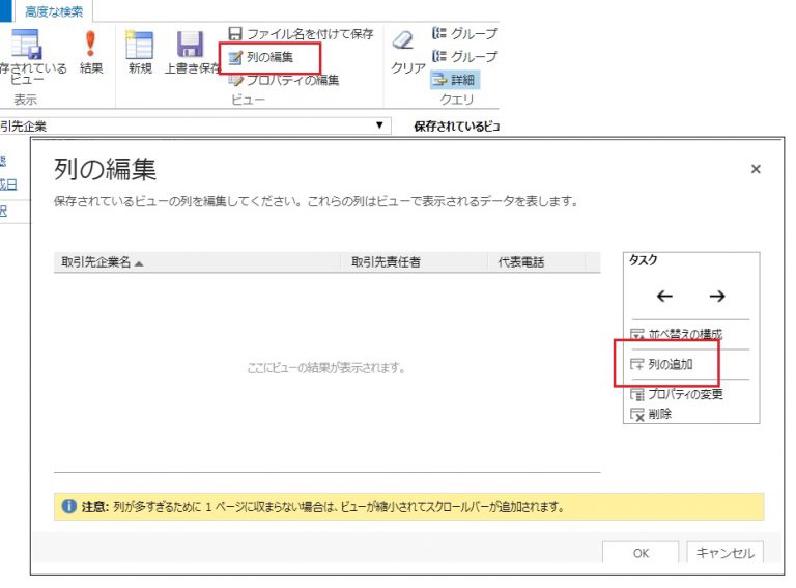 高度な検索
ファイル名を付けて保存
列の編集
プロパティの編集
存されている
ビュー
結果
新規
上書き保存
クリア
グループ
グループ
詳細
表示
ビュー
クエリ
引先企業
▼
保存されているビュ
成日
列の編集
×
保存されているビューの列を編集してください。これらの列はビューで表示されるデータを表します。
取引先企業名▲
取引先責任者
代表電話
タスク
← →
並べ替えの構成
列の追加
プロパティの変更
削除
ここにビューの結果が表示されます。
注意: 列が多すぎるために 1 ページに収まらない場合は、ビューが縮小されてスクロールバーが追加されます。
OK
キャンセル